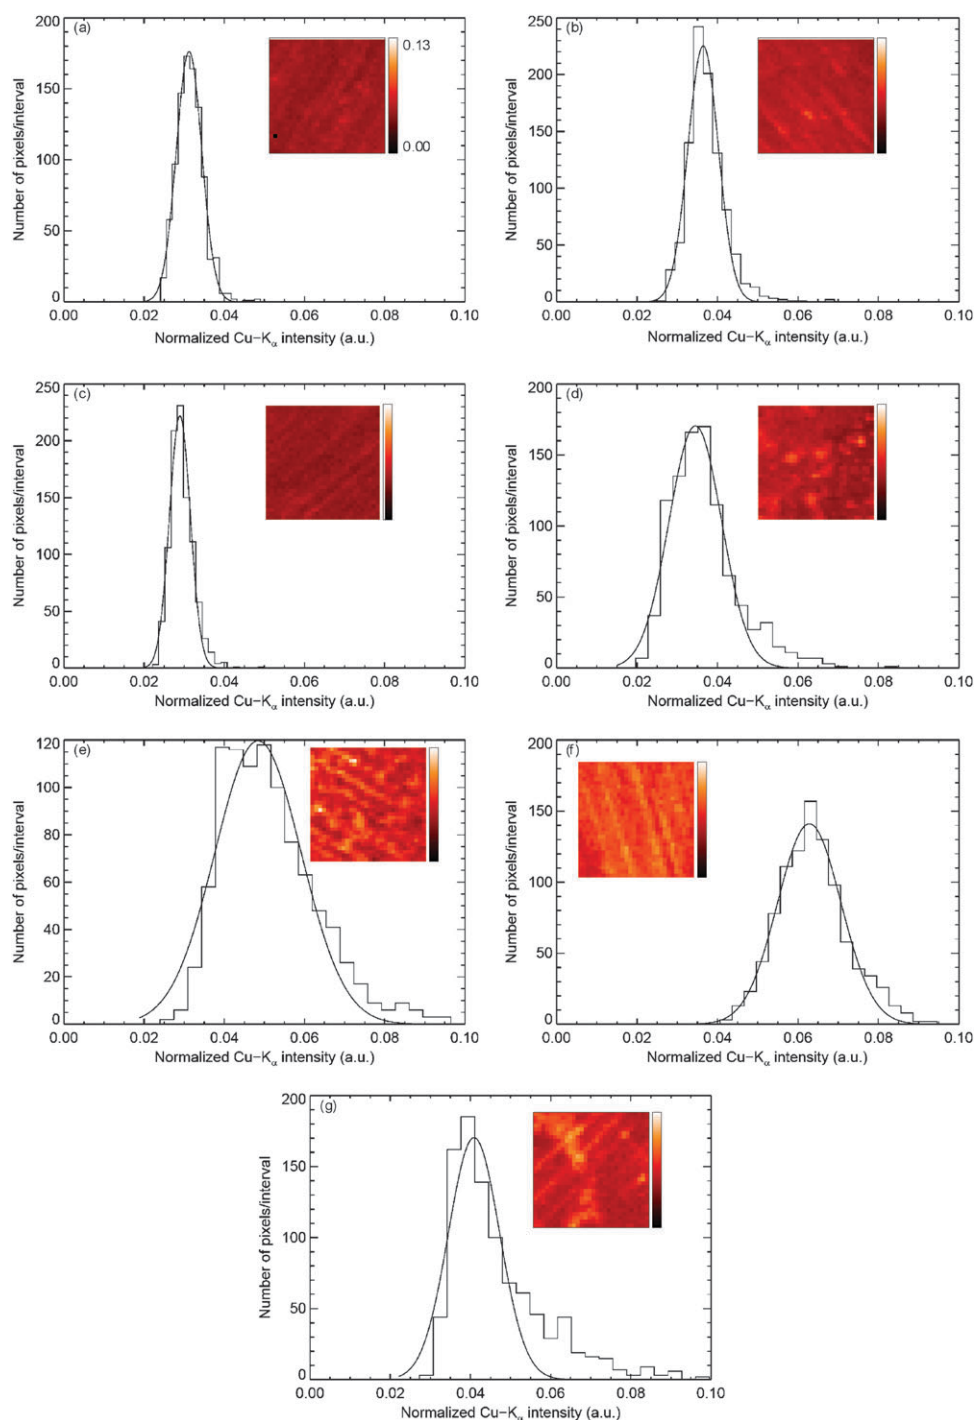 (a)
200
150
100
50
0
Number of pixels/interval
0.13
0.00
0.00 0.02 0.04 0.06 0.08 0.10
Normalized Cu−Kα intensity (a.u.)
(b)
250
200
150
100
50
0
Number of pixels/interval
0.00 0.02 0.04 0.06 0.08 0.10
Normalized Cu−Kα intensity (a.u.)
(c)
250
200
150
100
50
0
Number of pixels/interval
0.00 0.02 0.04 0.06 0.08 0.10
Normalized Cu−Kα intensity (a.u.)
(d)
200
150
100
50
0
Number of pixels/interval
0.00 0.02 0.04 0.06 0.08 0.10
Normalized Cu−Kα intensity (a.u.)
(e)
120
100
80
60
40
20
0
Number of pixels/interval
0.00 0.02 0.04 0.06 0.08 0.10
Normalized Cu−Kα intensity (a.u.)
(f)
200
150
100
50
0
Number of pixels/interval
0.00 0.02 0.04 0.06 0.08 0.10
Normalized Cu−Kα intensity (a.u.)
(g)
200
150
100
50
0
Number of pixels/interval
0.00 0.02 0.04 0.06 0.08 0.10
Normalized Cu−Kα intensity (a.u.)